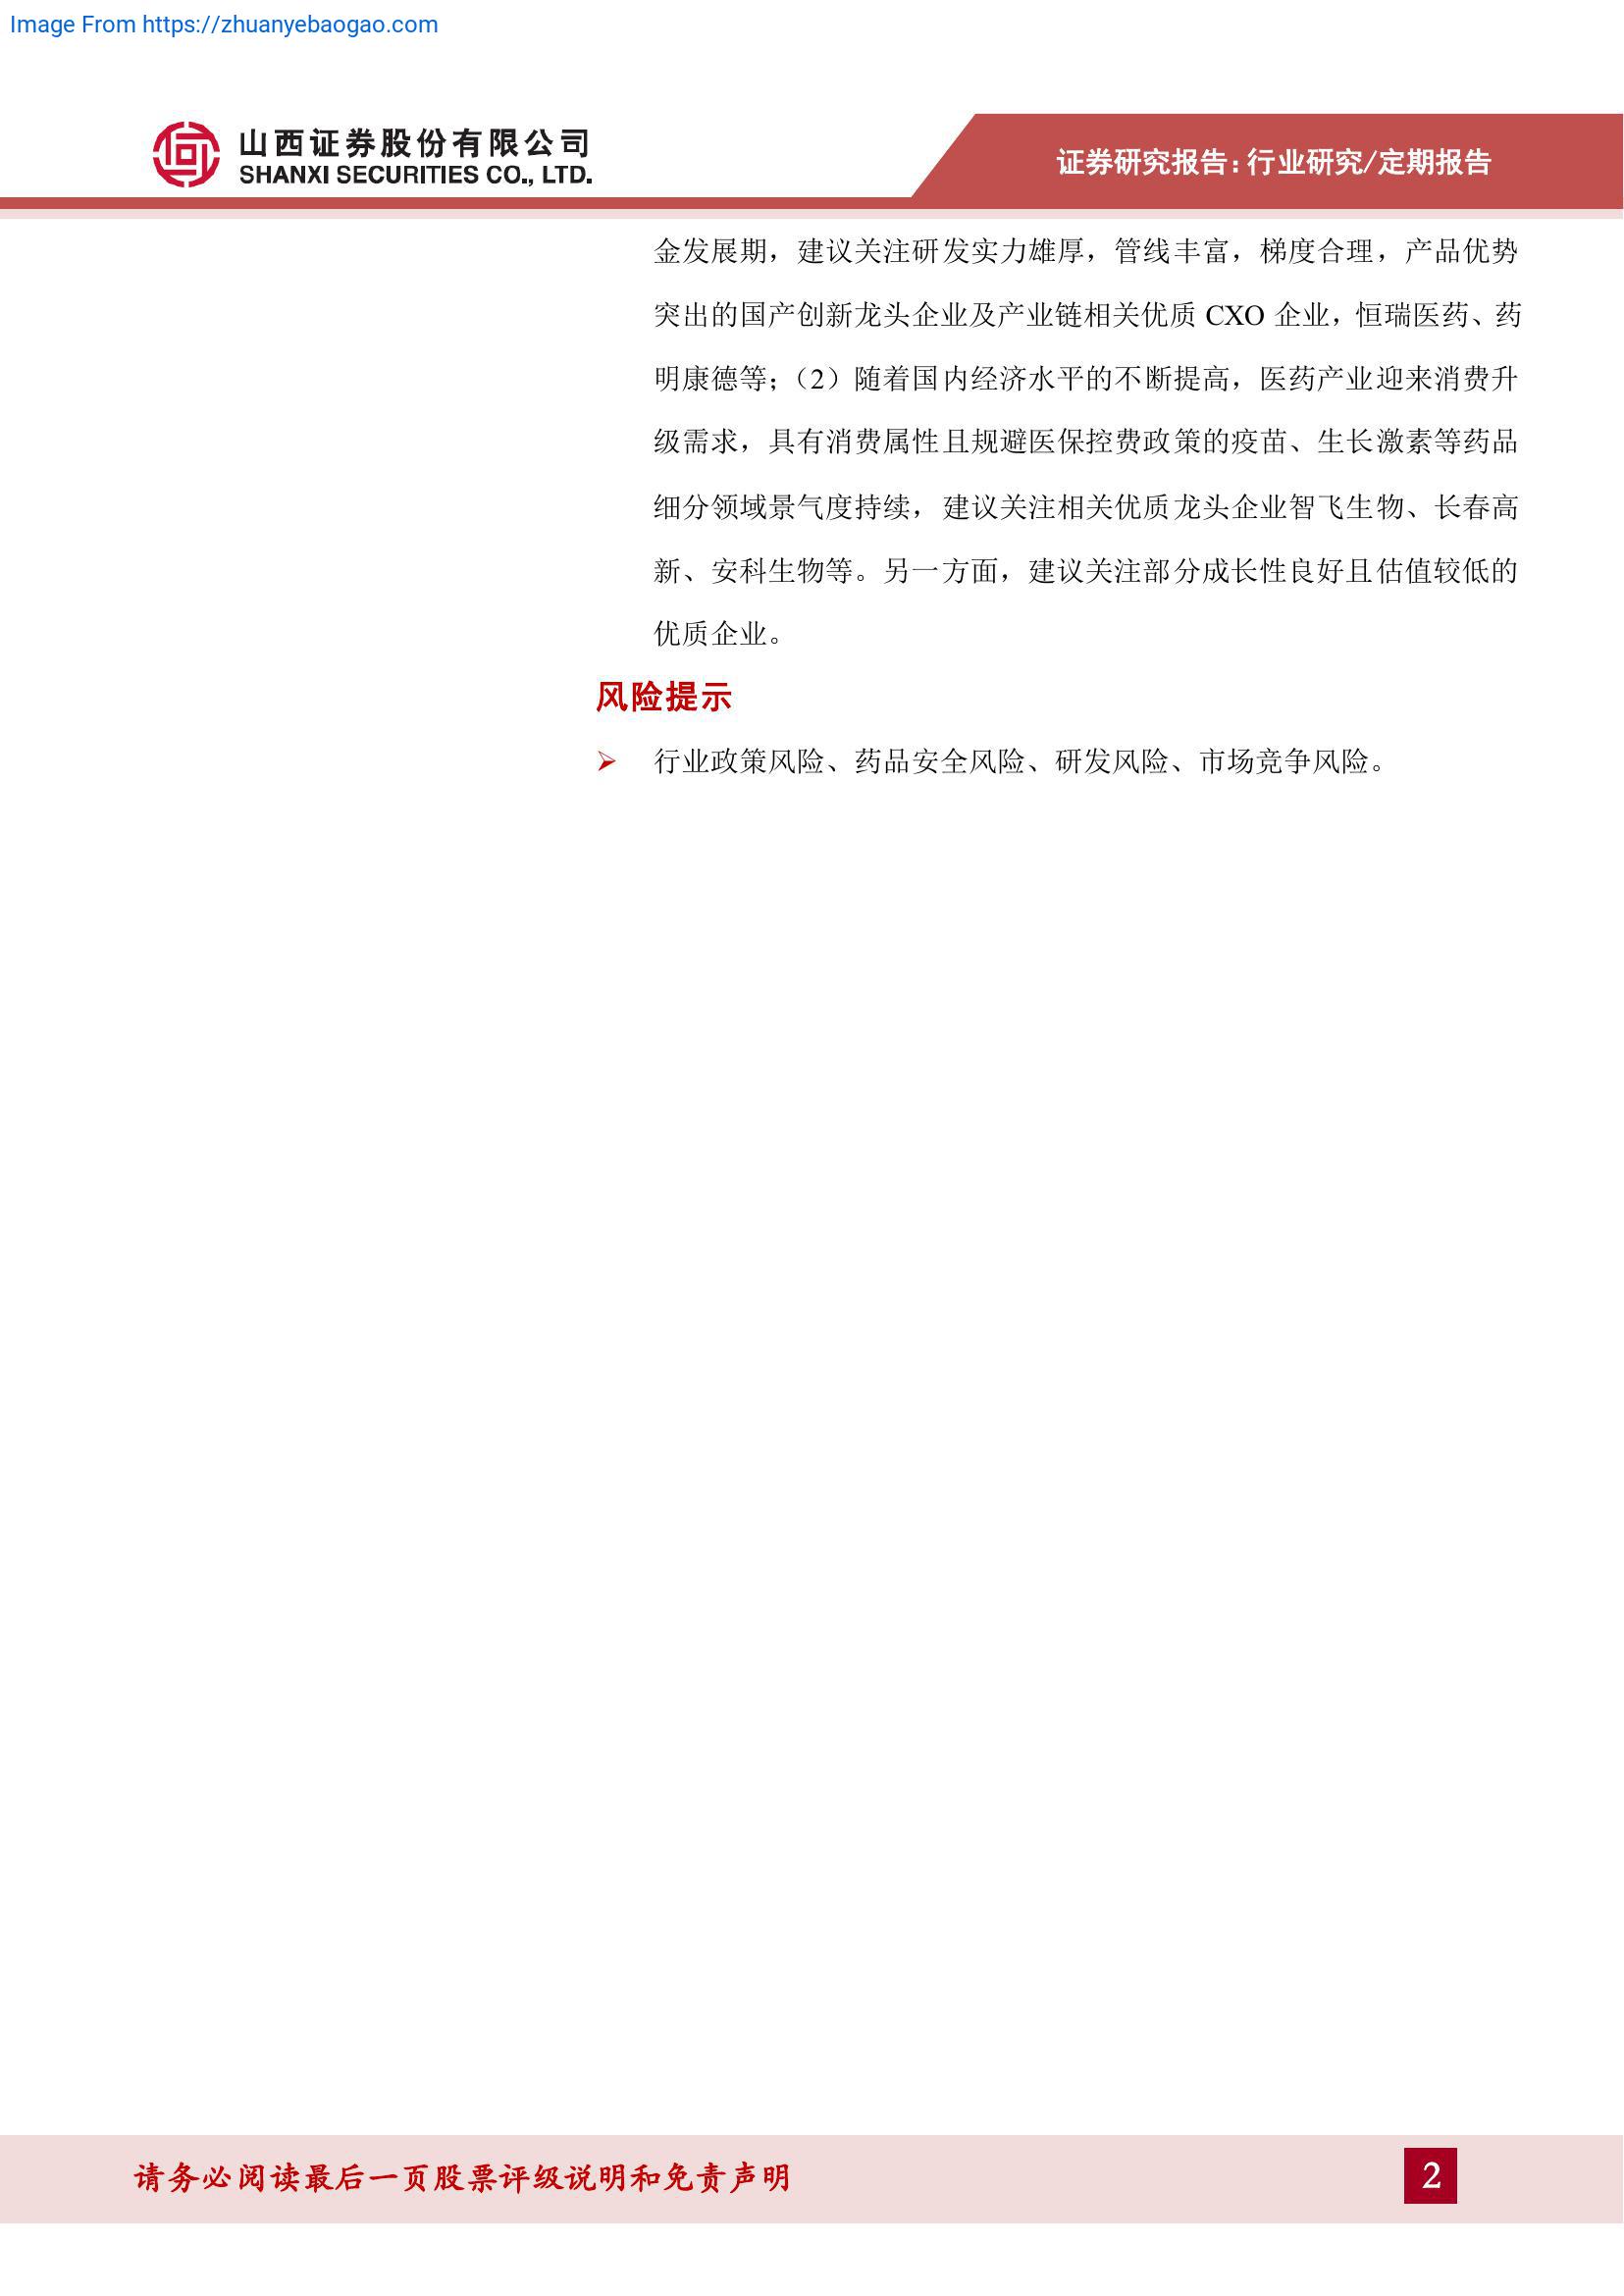 Image From https://zhuanyebaogao.com
山西证券股份有限公司
SHANXI SECURITIES CO., LTD.
证券研究报告：行业研究/定期报告
金发展期，建议关注研发实力雄厚，管线丰富，梯度合理，产品优势
突出的国产创新龙头企业及产业链相关优质 CXO 企业，恒瑞医药、药
明康德等；（2）随着国内经济水平的不断提高，医药产业迎来消费升
级需求，具有消费属性且规避医保控费政策的疫苗、生长激素等药品
细分领域景气度持续，建议关注相关优质龙头企业智飞生物、长春高
新、安科生物等。另一方面，建议关注部分成长性良好且估值较低的
优质企业。
风险提示
➢ 行业政策风险、药品安全风险、研发风险、市场竞争风险。
请务必阅读最后一页股票评级说明和免责声明
2